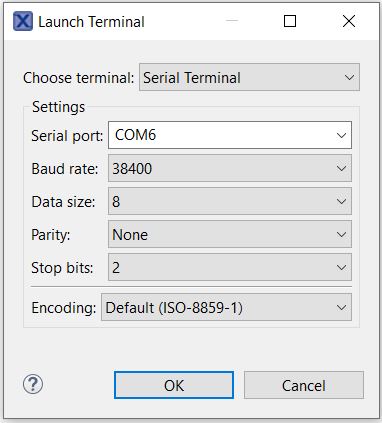 Launch Terminal
Choose terminal: Serial Terminal
Settings
Serial port: COM6
Baud rate: 38400
Data size: 8
Parity: None
Stop bits: 2
Encoding: Default (ISO-8859-1)
? OK Cancel